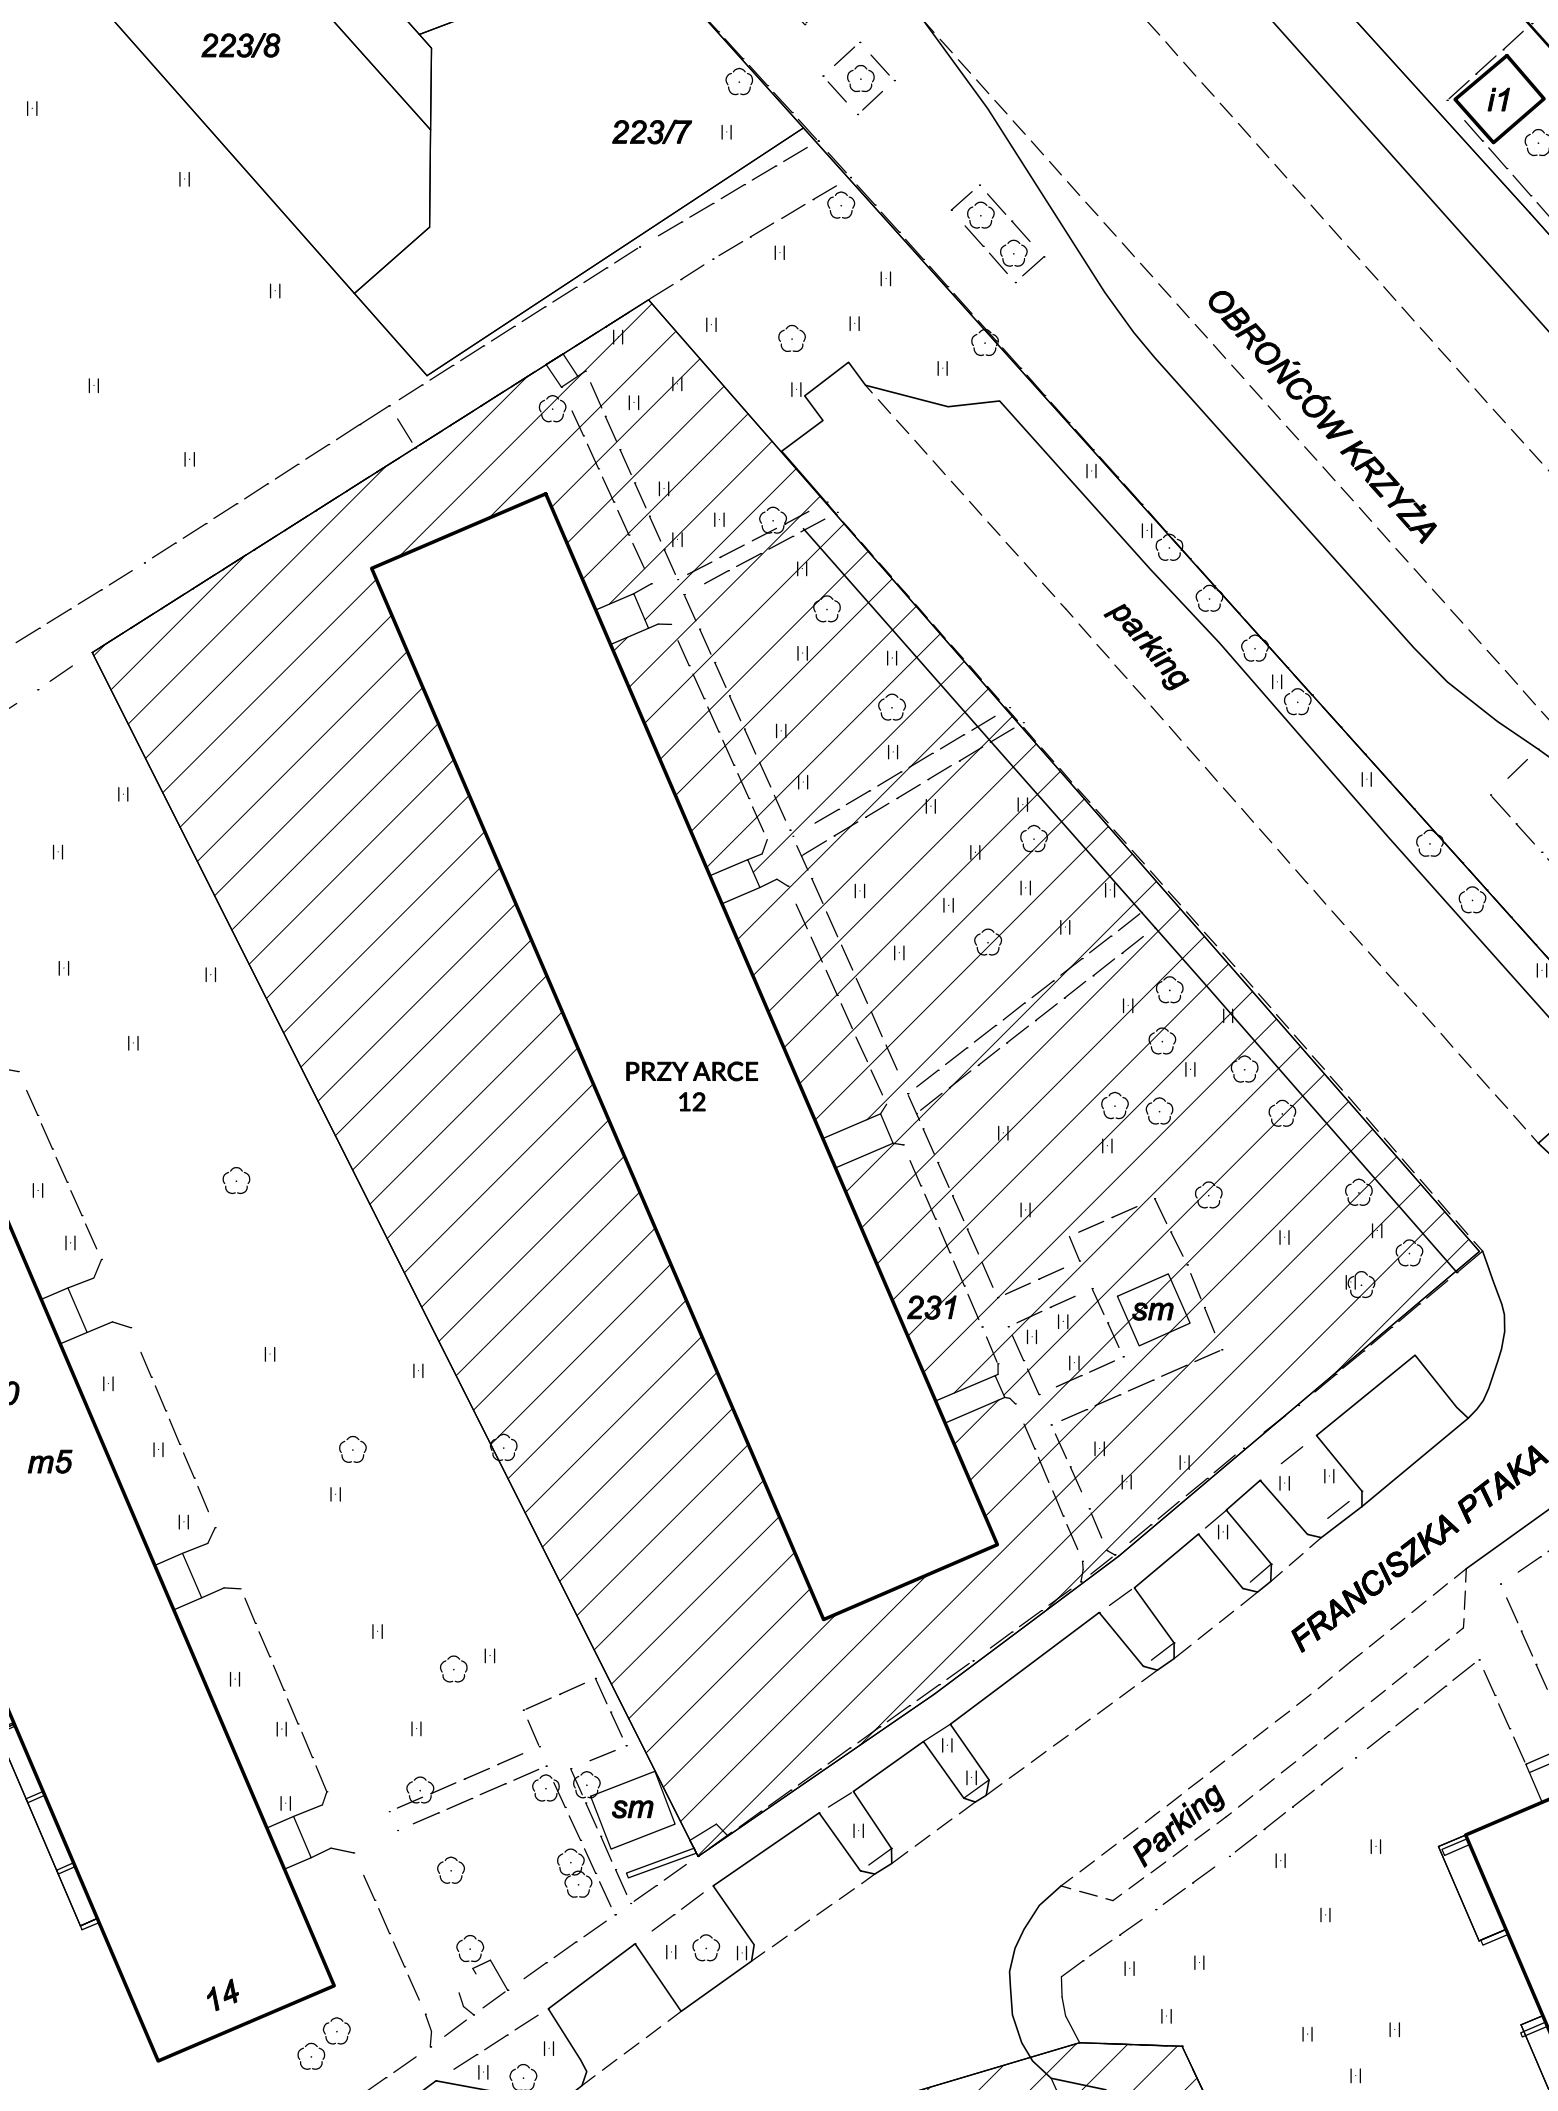 223/8
223/7
i1
OBROŃCÓW KRZYŻA
parking
PRZY ARCE
12
231
sm
m5
FRANCISZKA PTAKA
sm
Parking
14